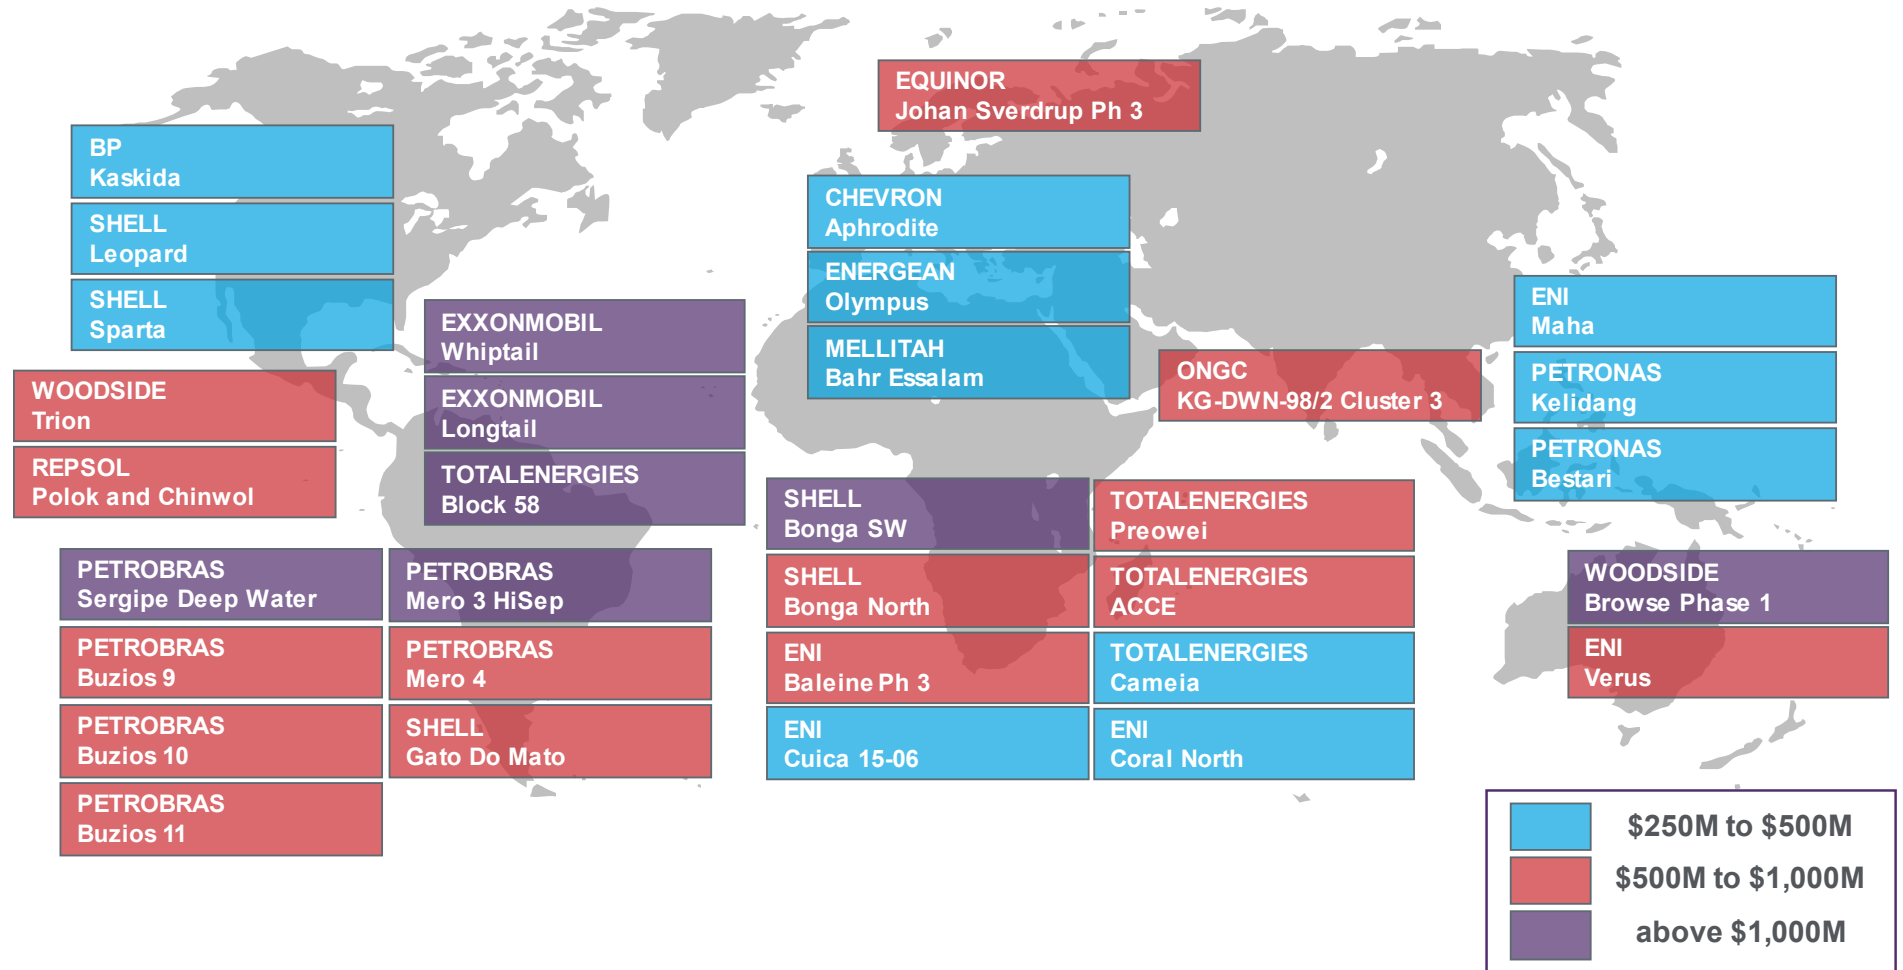 EQUINOR
Johan Sverdrup Ph 3
BP
Kaskida
SHELL
Leopard
SHELL
Sparta
WOODSIDE
Trion
REPSOL
Polok and Chinwol
EXXONMOBIL
Whiptail
EXXONMOBIL
Longtail
TOTALENERGIES
Block 58
PETROBRAS
Sergipe Deep Water
PETROBRAS
Buzios 9
PETROBRAS
Buzios 10
PETROBRAS
Buzios 11
PETROBRAS
Mero 3 HiSep
PETROBRAS
Mero 4
SHELL
Gato Do Mato
CHEVRON
Aphrodite
ENERGEAN
Olympus
MELLITAH
Bahr Essalam
ONGC
KG-DWN-98/2 Cluster 3
SHELL
Bonga SW
SHELL
Bonga North
ENI
Baleine Ph 3
ENI
Cuica 15-06
TOTALENERGIES
Preowei
TOTALENERGIES
ACCE
TOTALENERGIES
Cameia
ENI
Coral North
ENI
Maha
PETRONAS
Kelidang
PETRONAS
Bestari
WOODSIDE
Browse Phase 1
ENI
Verus
$250M to $500M
$500M to $1,000M
above $1,000M